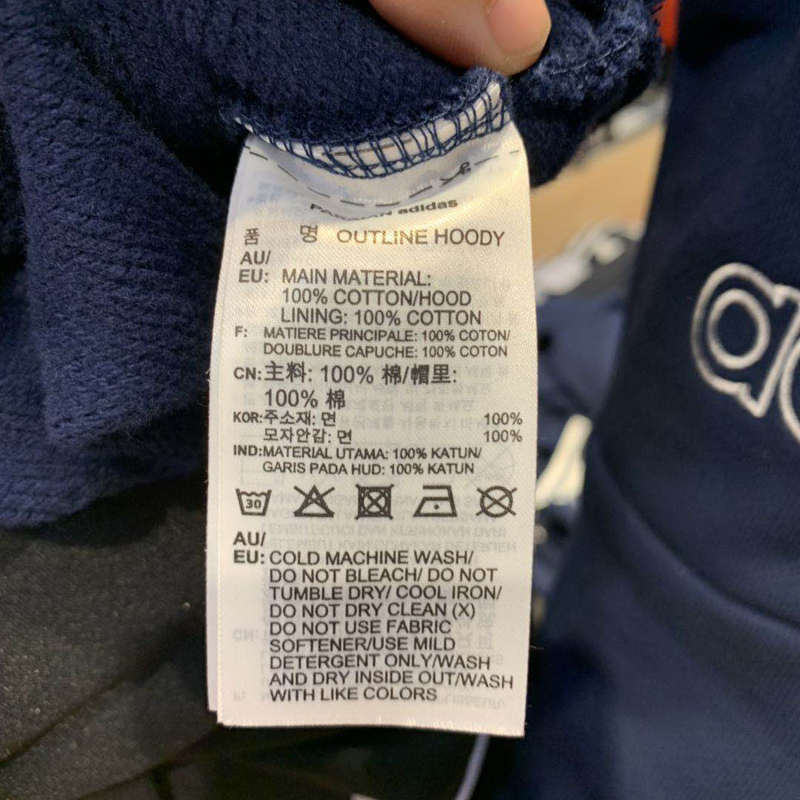 adidas
품 명 OUTLINE HOODY
AU/
EU: MAIN MATERIAL:
100% COTTON/HOOD
LINING: 100% COTTON
F: MATIERE PRINCIPALE: 100% COTON/
DOUBLURE CAPUCHE: 100% COTON
CN:主料: 100% 棉/帽里:
100% 棉
KOR:주소재: 면 100%
모자안감: 면 100%
IND:MATERIAL UTAMA: 100% KATUN/
GARIS PADA HUD: 100% KATUN
30
AU/
EU: COLD MACHINE WASH/
DO NOT BLEACH/ DO NOT
TUMBLE DRY/ COOL IRON/
DO NOT DRY CLEAN (X)
DO NOT USE FABRIC
SOFTENER/USE MILD
DETERGENT ONLY/WASH
AND DRY INSIDE OUT/WASH
WITH LIKE COLORS